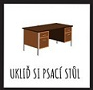 UKLIĎ SI PSACÍ STŮL